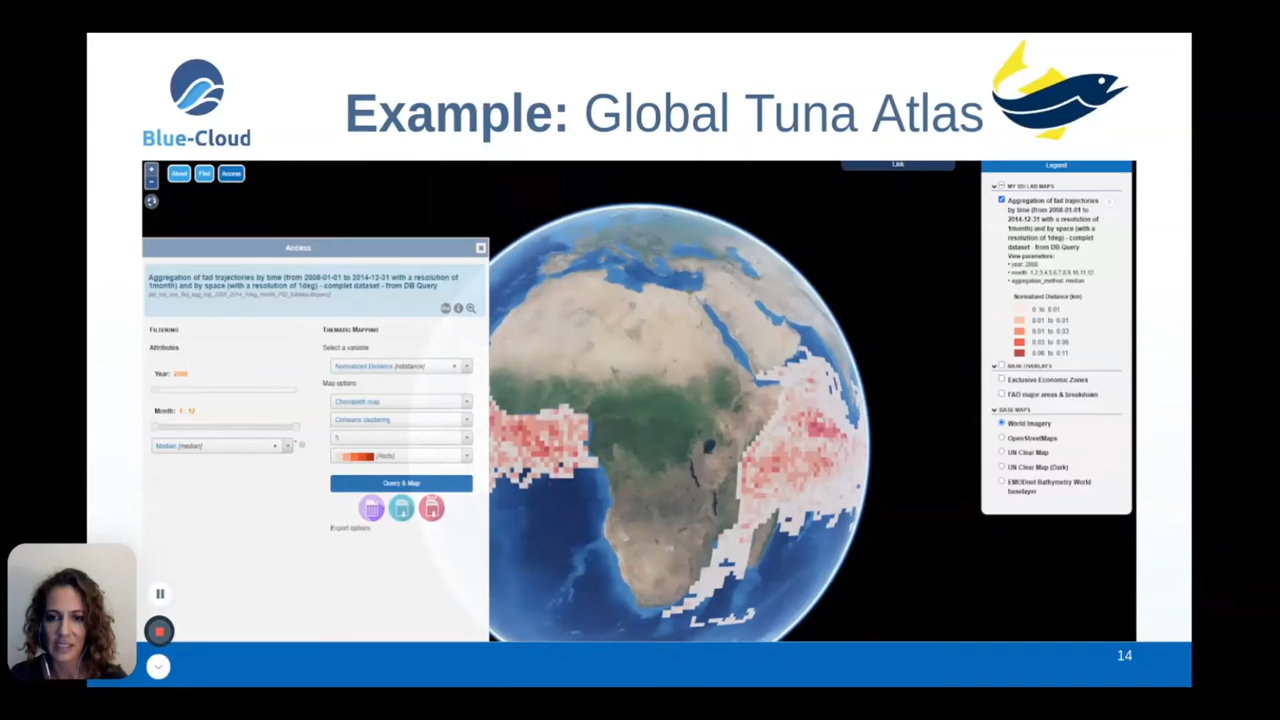 Example: Global Tuna Atlas
Blue-Cloud
+
-
About
Find
Access
Link
Legend
Access
Aggregation of fad trajectories by time (from 2008-01-01 to 2014-12-31 with a resolution of
1month) and by space (with a resolution of 1deg) - complet dataset - from DB Query
FILTERING
Attributes
Year: 2008
Month: 1 - 12
Median [median]
THEMATIC MAPPING
Select a variable
Normalized Distance [ndistance]
Map options
Choropleth map
Ckmeans clustering
5
(Reds)
Query & Map
Export options
MY SDI LAB MAPS
Aggregation of fad trajectories
by time (from 2008-01-01 to
2014-12-31 with a resolution of
1month) and by space (with a
resolution of 1deg) - complet
dataset - from DB Query
View parameters:
• year: 2008
• month: 1,2,3,4,5,6,7,8,9,10,11,12
• aggregation_method: median
Normalized Distance (km)
0 to 0.01
0.01 to 0.01
0.01 to 0.03
0.03 to 0.06
0.06 to 0.11
BASE OVERLAYS
Exclusive Economic Zones
FAO major areas & breakdown
BASE MAPS
World Imagery
OpenStreetMaps
UN Clear Map
UN Clear Map (Dark)
EMODnet Bathymetry World
baselayer
14